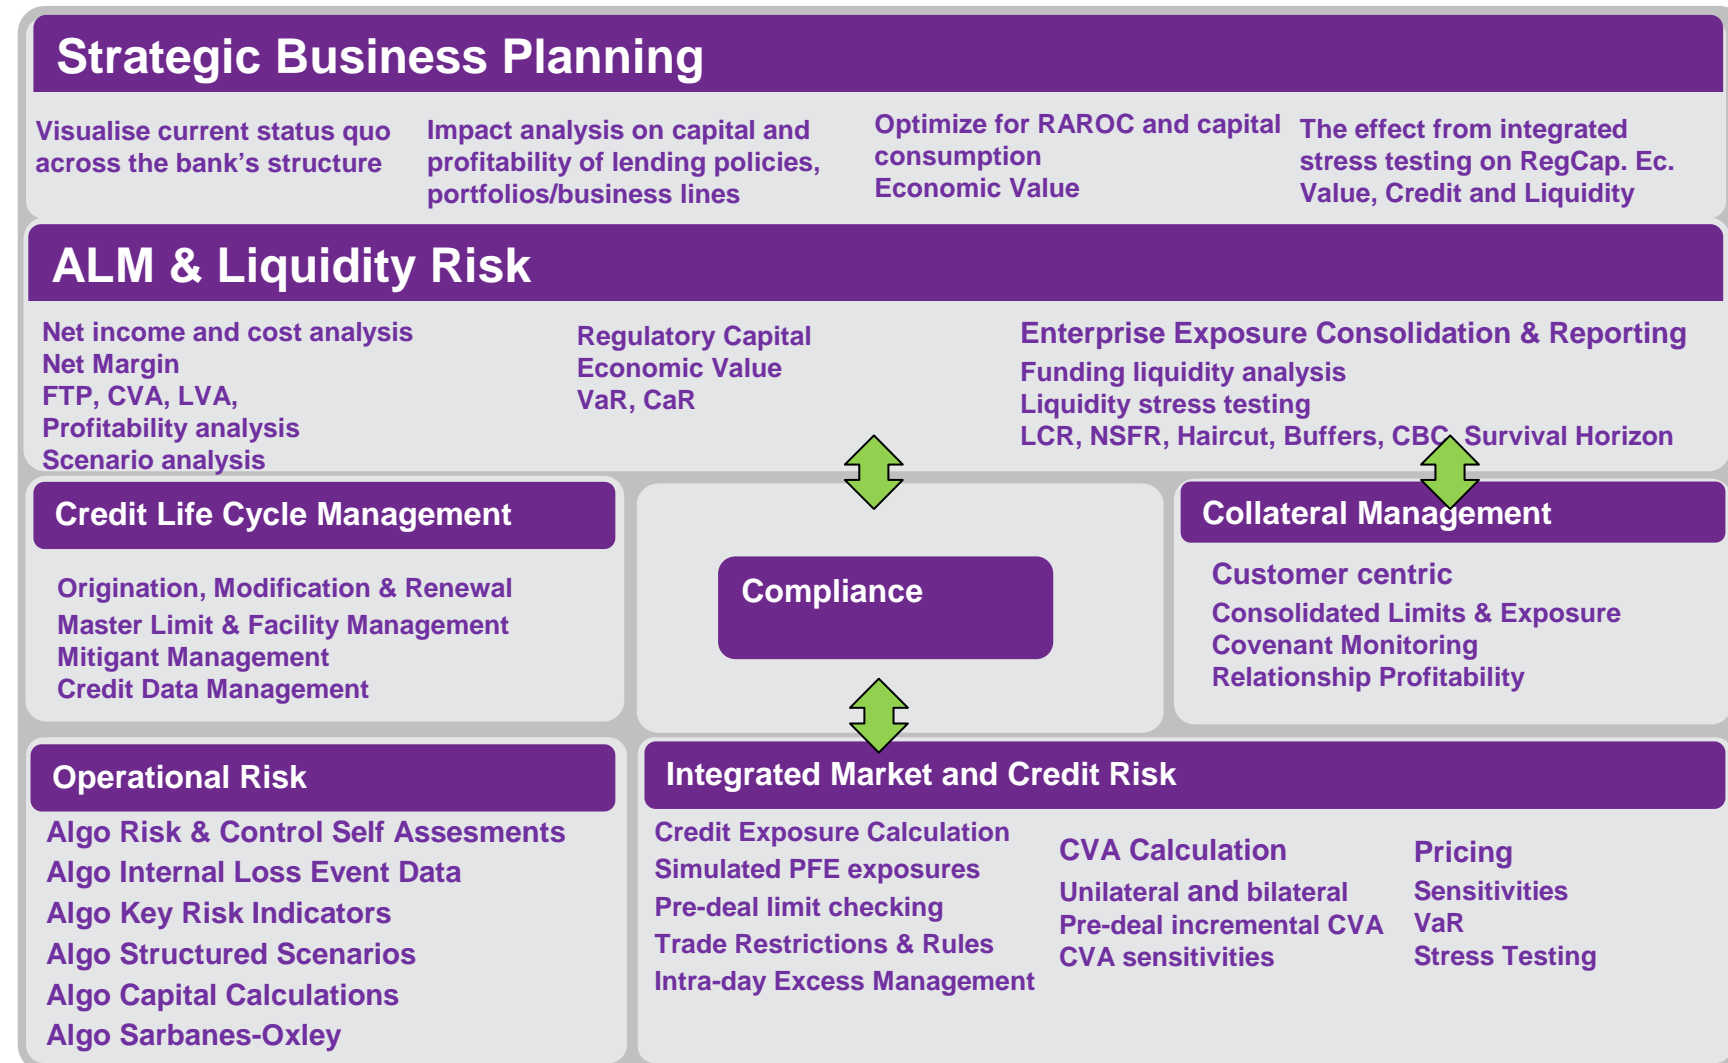 Strategic Business Planning
Visualise current status quo
across the bank's structure
Impact analysis on capital and
profitability of lending policies,
portfolios/business lines
Optimize for RAROC and capital
consumption
Economic Value
The effect from integrated
stress testing on RegCap. Ec.
Value, Credit and Liquidity
ALM & Liquidity Risk
Net income and cost analysis
Net Margin
FTP, CVA, LVA,
Profitability analysis
Scenario analysis
Regulatory Capital
Economic Value
VaR, CaR
Enterprise Exposure Consolidation & Reporting
Funding liquidity analysis
Liquidity stress testing
LCR, NSFR, Haircut, Buffers, CBC, Survival Horizon
Credit Life Cycle Management
Origination, Modification & Renewal
Master Limit & Facility Management
Mitigant Management
Credit Data Management
Compliance
Collateral Management
Customer centric
Consolidated Limits & Exposure
Covenant Monitoring
Relationship Profitability
Operational Risk
Algo Risk & Control Self Assesments
Algo Internal Loss Event Data
Algo Key Risk Indicators
Algo Structured Scenarios
Algo Capital Calculations
Algo Sarbanes-Oxley
Integrated Market and Credit Risk
Credit Exposure Calculation
Simulated PFE exposures
Pre-deal limit checking
Trade Restrictions & Rules
Intra-day Excess Management
CVA Calculation
Unilateral and bilateral
Pre-deal incremental CVA
CVA sensitivities
Pricing
Sensitivities
VaR
Stress Testing